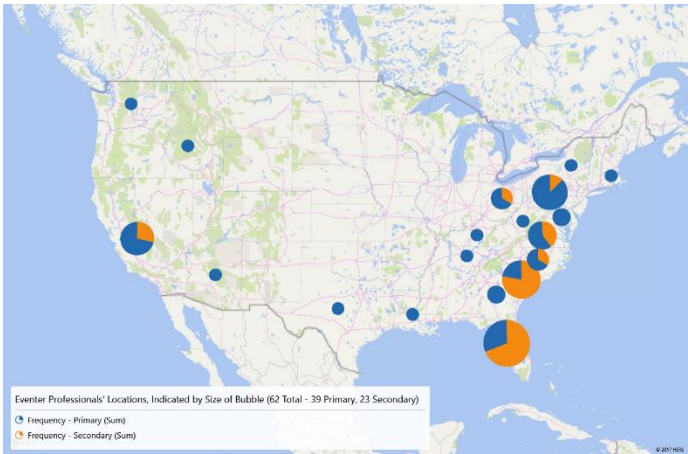 Eventer Professionals' Locations, Indicated by Size of Bubble (62 Total - 39 Primary, 23 Secondary)
Frequency - Primary (Sum)
Frequency - Secondary (Sum)
© 2017 HERE